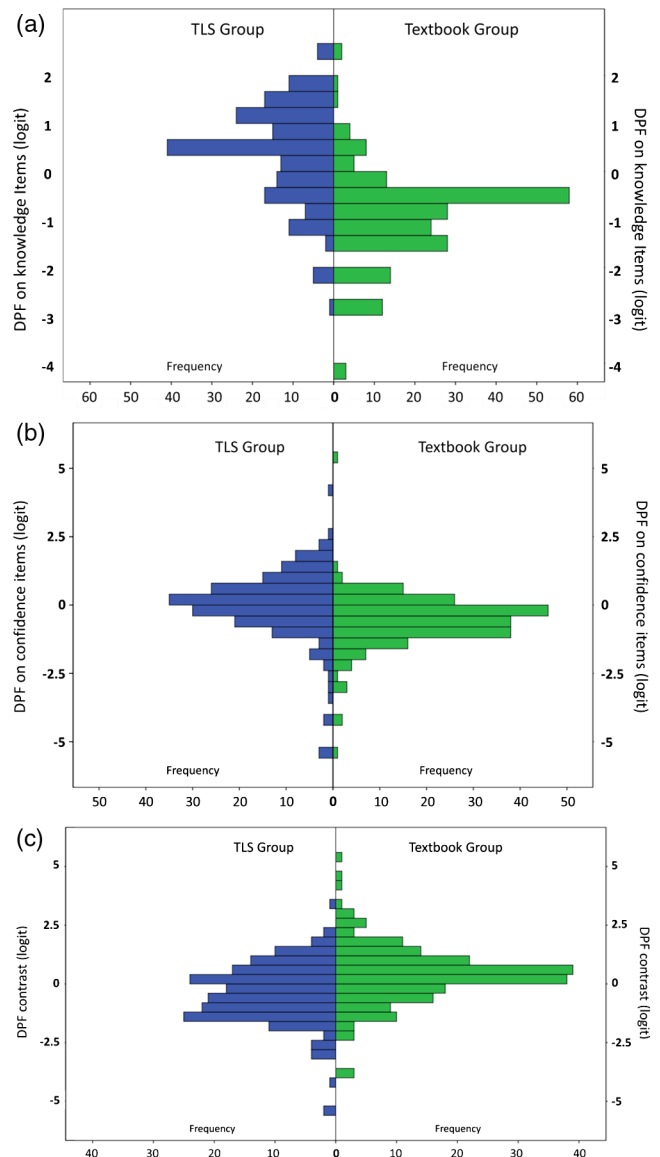 (a)
TLS Group Textbook Group
DPF on knowledge Items (logit)
2
1
0
-1
-2
-3
-4
2
1
0
-1
-2
-3
-4
DPF on knowledge Items (logit)
Frequency Frequency
60 50 40 30 20 10 0 10 20 30 40 50 60
(b)
TLS Group Textbook Group
DPF on confidence items (logit)
5
2.5
0
-2.5
-5
5
2.5
0
-2.5
-5
DPF on confidence items (logit)
Frequency Frequency
50 40 30 20 10 0 10 20 30 40 50
(c)
TLS Group Textbook Group
DPF contrast (logit)
5
2.5
0
-2.5
-5
5
2.5
0
-2.5
-5
DPF contrast (logit)
Frequency Frequency
40 30 20 10 0 10 20 30 40